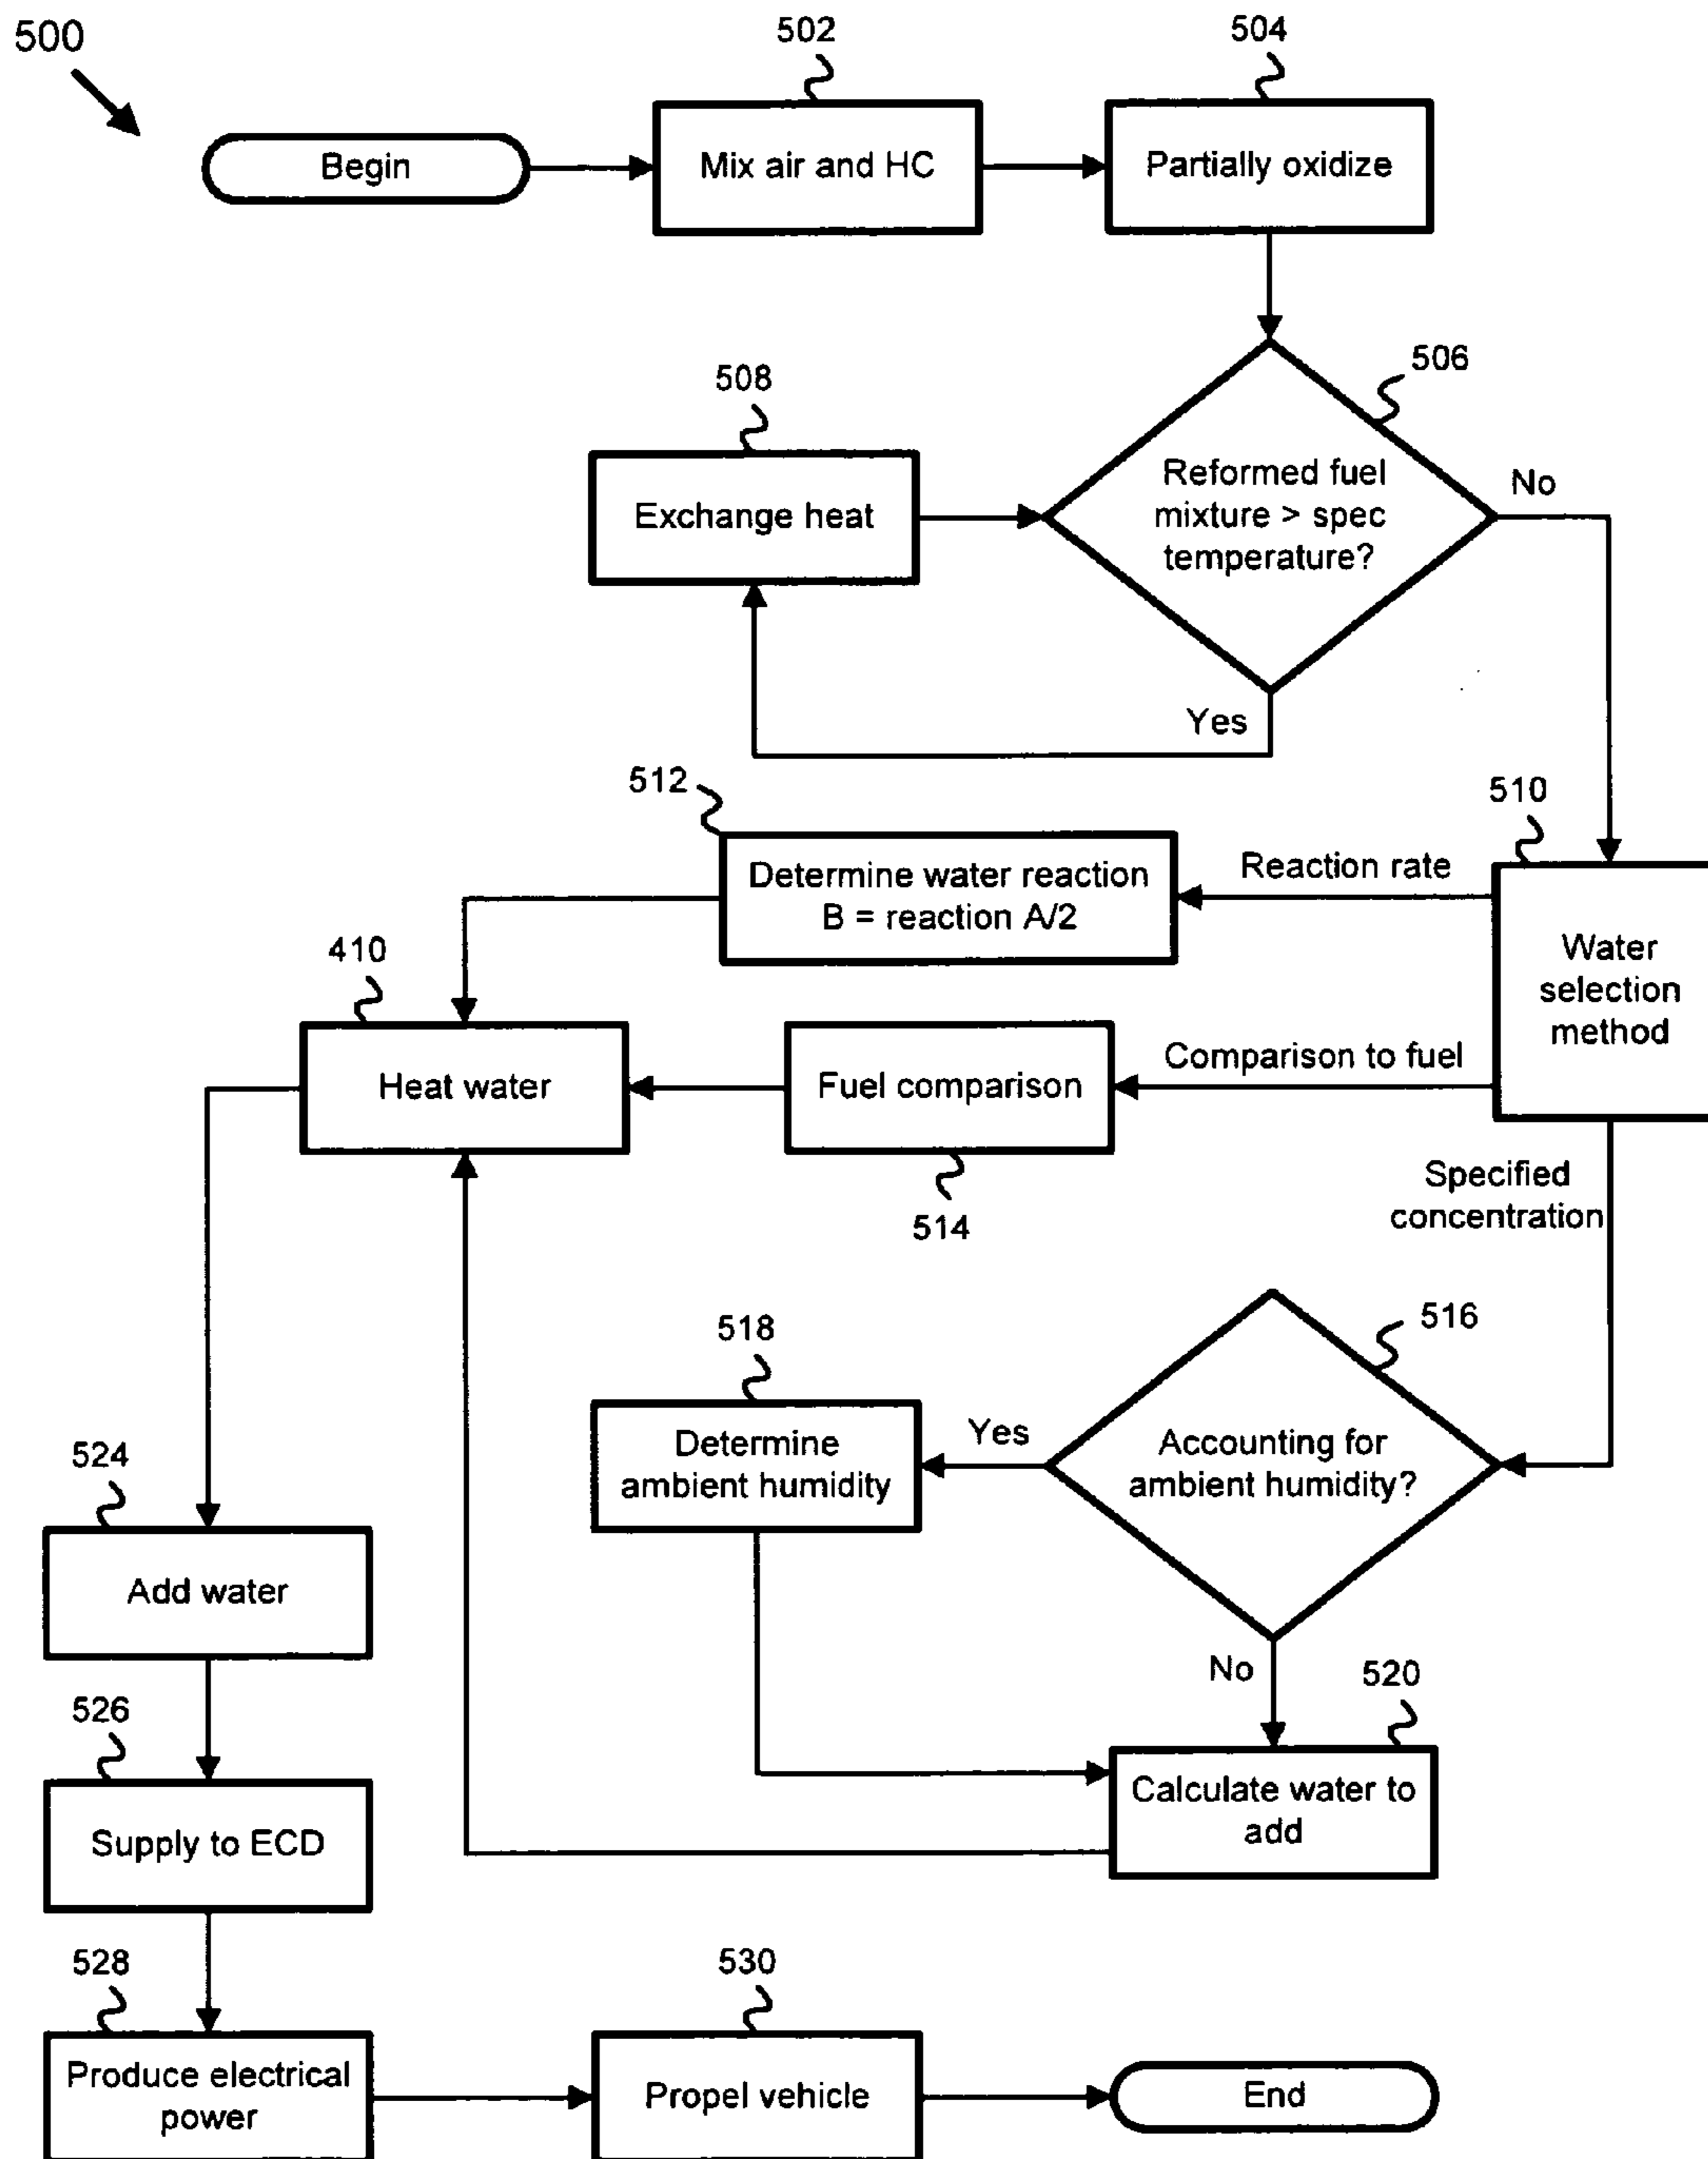 500
502
504
Begin
Mix air and HC
Partially oxidize
506
508
Reformed fuel
mixture > spec
temperature?
No
Exchange heat
Yes
512
510
Determine water reaction
B = reaction A/2
Reaction rate
410
Water
selection
method
Heat water
Fuel comparison
Comparison to fuel
514
Specified
concentration
516
518
Accounting for
ambient humidity?
Yes
Determine
ambient humidity
524
Add water
No
520
Calculate water to
add
526
Supply to ECD
528
530
Produce electrical
power
Propel vehicle
End